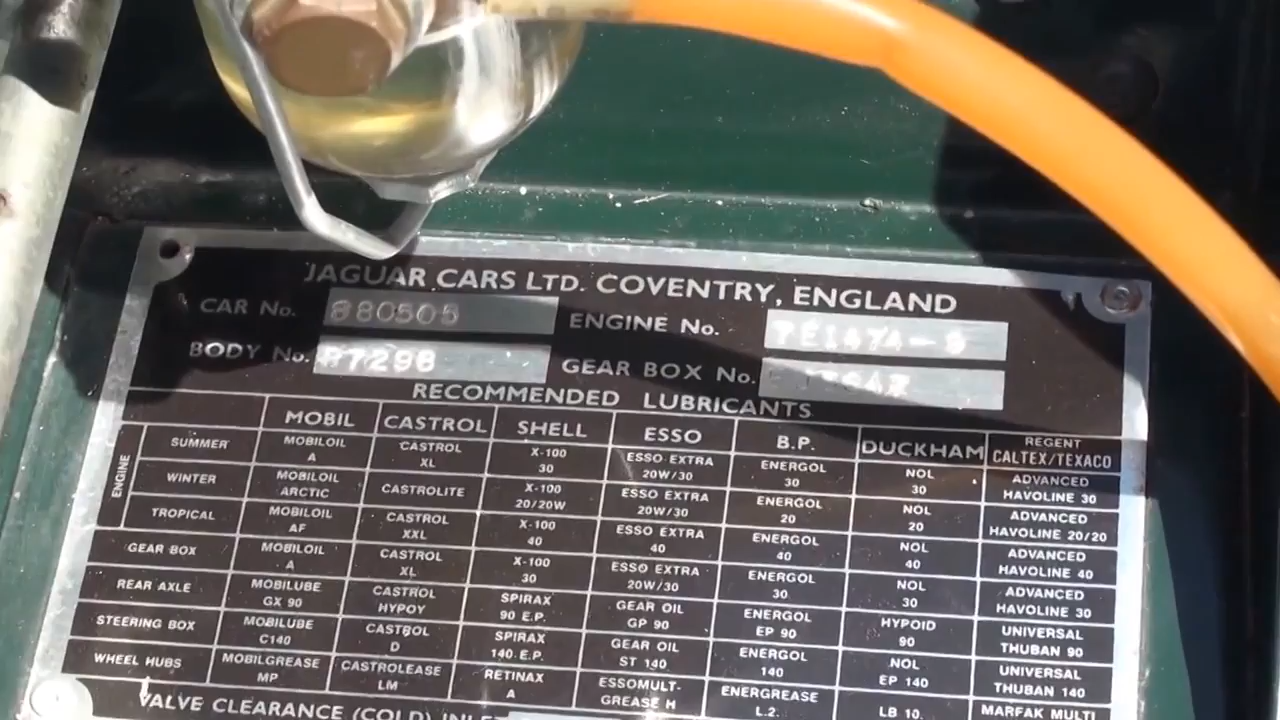 JAGUAR CARS LTD. COVENTRY, ENGLAND
CAR No. 880505 ENGINE No. 7E1474-8
BODY No. R7298 GEAR BOX No.
RECOMMENDED LUBRICANTS
MOBIL CASTROL SHELL ESSO B.P. DUCKHAM REGENT CALTEX/TEXACO
ENGINE
SUMMER MOBILOIL A CASTROL XL X-100 30 ESSO EXTRA 20W/30 ENERGOL 30 NOL 30 ADVANCED HAVOLINE 30
WINTER MOBILOIL ARCTIC CASTROLITE X-100 20/20W ESSO EXTRA 20W/30 ENERGOL 20 NOL 20 ADVANCED HAVOLINE 20/20
TROPICAL MOBILOIL AF CASTROL XXL X-100 40 ESSO EXTRA 40 ENERGOL 40 NOL 40 ADVANCED HAVOLINE 40
GEAR BOX MOBILOIL A CASTROL XL X-100 30 ESSO EXTRA 20W/30 ENERGOL 30 NOL 30 ADVANCED HAVOLINE 30
REAR AXLE MOBILUBE GX 90 CASTROL HYPOY SPIRAX 90 E.P. GEAR OIL GP 90 ENERGOL EP 90 HYPOID 90 UNIVERSAL THUBAN 90
STEERING BOX MOBILUBE C140 CASTROL D SPIRAX 140 E.P. GEAR OIL ST 140 ENERGOL 140 NOL EP 140 UNIVERSAL THUBAN 140
WHEEL HUBS MOBILGREASE MP CASTROLEASE LM RETINAX A ESSOMULT-GREASE H ENERGREASE L.2. LB 10. MARFAK MULTI
VALVE CLEARANCE (COLD) INLET